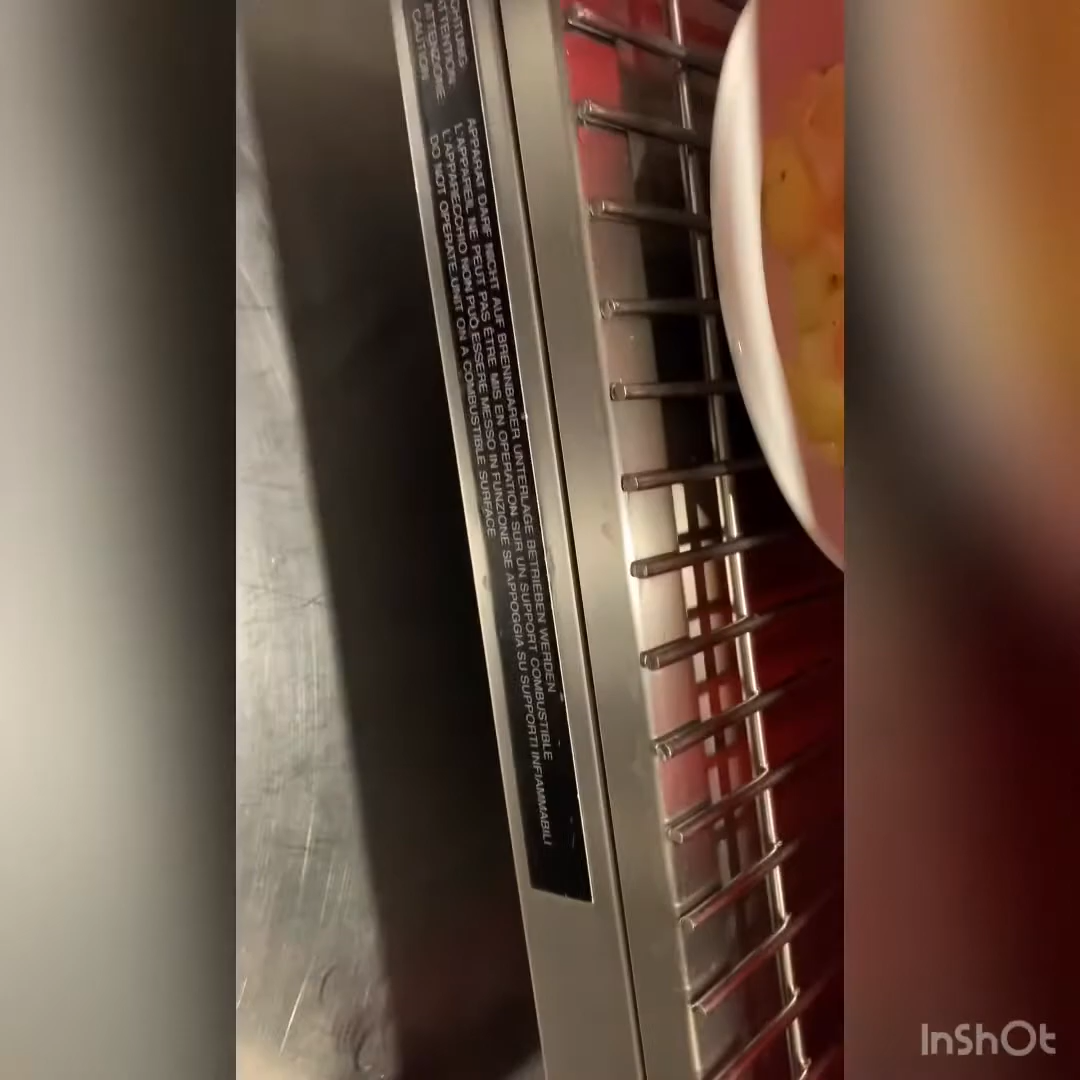 ACHTUNG: APPARAT DARF NICHT AUF BRENNBARER UNTERLAGE BETRIEBEN WERDEN
ATTENTION: L'APPAREIL NE PEUT PAS ÊTRE MIS EN OPERATION SUR UN SUPPORT COMBUSTIBLE
ATTENZIONE: L'APPARECCHIO NON PUÒ ESSERE MESSO IN FUNZIONE SE APPOGGIA SU SUPPORTI INFIAMMABILI
CAUTION: DO NOT OPERATE UNIT ON A COMBUSTIBLE SURFACE
InShOt